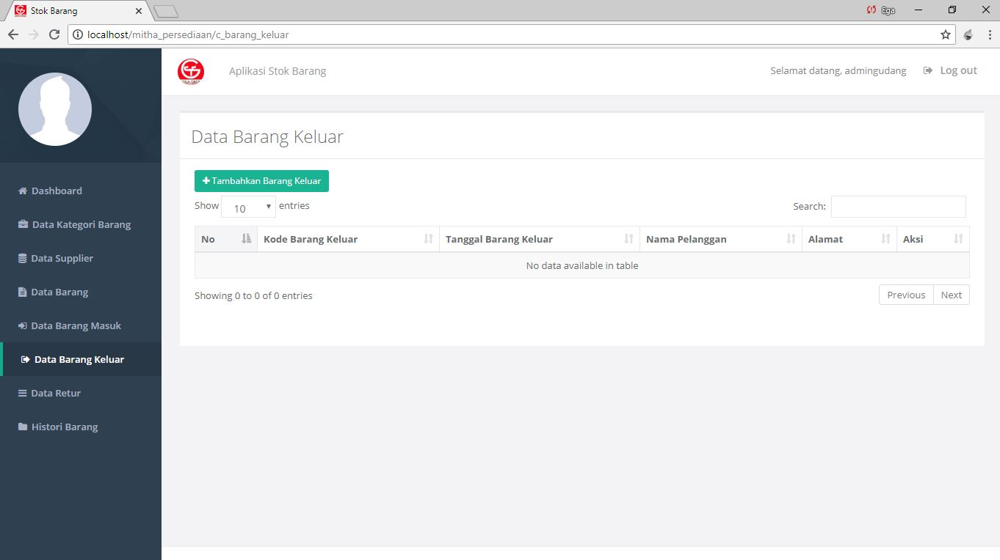 Stok Barang
Ega
localhost/mitha_persediaan/c_barang_keluar
Aplikasi Stok Barang
Selamat datang, admingudang
Log out
Dashboard
Data Kategori Barang
Data Supplier
Data Barang
Data Barang Masuk
Data Barang Keluar
Data Retur
Histori Barang
Data Barang Keluar
Tambahkan Barang Keluar
Show 10 entries
Search:
No Kode Barang Keluar Tanggal Barang Keluar Nama Pelanggan Alamat Aksi
No data available in table
Showing 0 to 0 of 0 entries
Previous Next